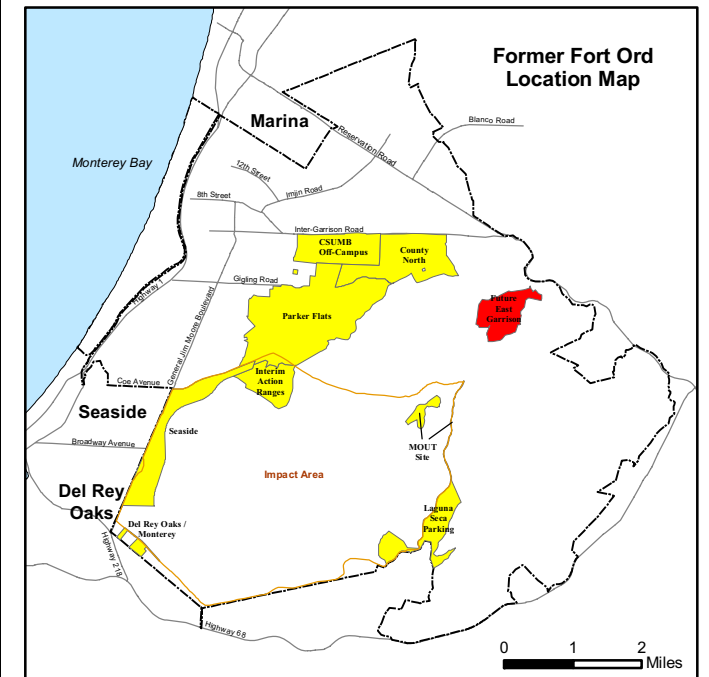 Former Fort Ord
Location Map
Marina
Blanco Road
Reservation Road
Monterey Bay
12th Street
Imjin Road
8th Street
Inter-Garrison Road
CSUMB
Off-Campus
County
North
Gigling Road
Highway 1
General Jim Moore Boulevard
Future
East
Garrison
Parker Flats
Coe Avenue
Interim
Action
Ranges
Seaside
Seaside
Broadway Avenue
MOUT
Site
Impact Area
Del Rey
Oaks
Laguna
Seca
Parking
Del Rey Oaks /
Monterey
Highway 218
Highway 68
0 1 2
Miles